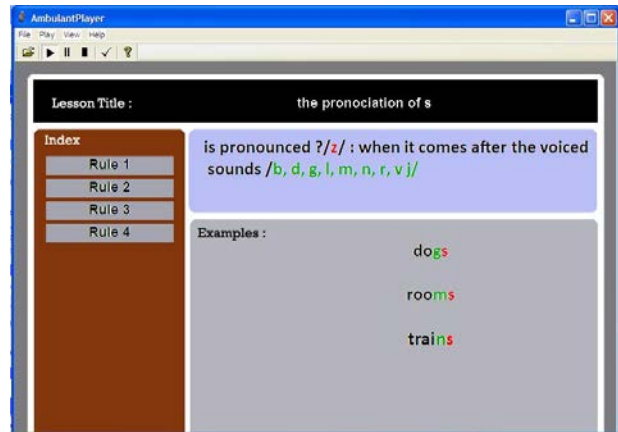 AmbulantPlayer
File Play View Help
Lesson Title : the pronociation of s
Index
Rule 1
Rule 2
Rule 3
Rule 4
is pronounced ?/z/ : when it comes after the voiced
sounds /b, d, g, l, m, n, r, v j/
Examples :
dogs
rooms
trains